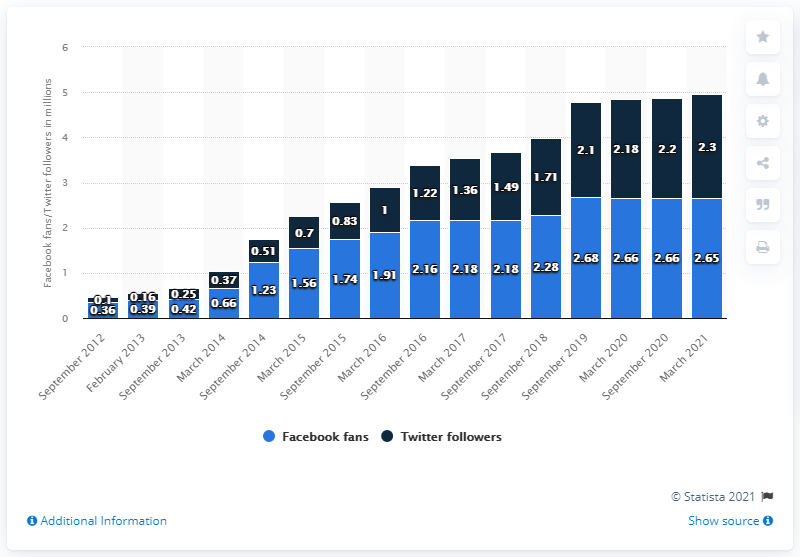 Facebook fans/Twitter followers in millions
6
5
4
3
2
1
0
0.1 0.16 0.25 0.37 0.51 0.7 0.83 1 1.22 1.36 1.49 1.71 2.1 2.18 2.2 2.3
0.36 0.39 0.42 0.66 1.23 1.56 1.74 1.91 2.16 2.18 2.18 2.28 2.68 2.66 2.66 2.65
September 2012
February 2013
September 2013
March 2014
September 2014
March 2015
September 2015
March 2016
September 2016
March 2017
September 2017
September 2018
September 2019
March 2020
September 2020
March 2021
Facebook fans Twitter followers
© Statista 2021
Additional Information Show source